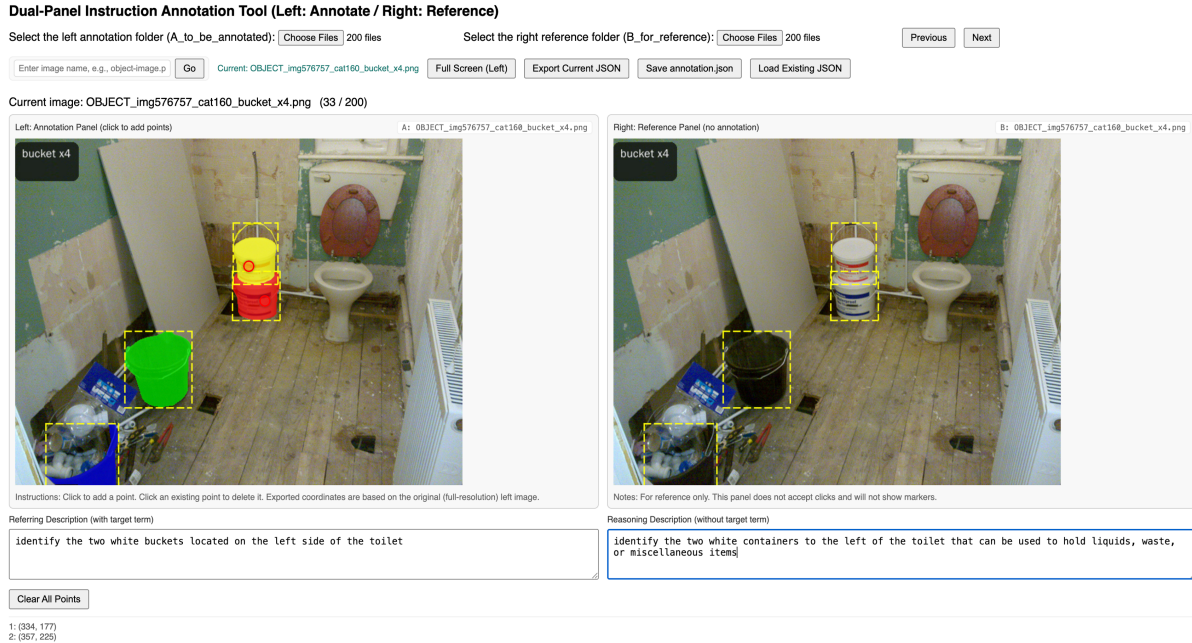 Dual-Panel Instruction Annotation Tool (Left: Annotate / Right: Reference)
Select the left annotation folder (A_to_be_annotated): Choose Files 200 files
Select the right reference folder (B_for_reference): Choose Files 200 files
Previous Next
Enter image name, e.g., object-image.p Go Current: OBJECT_img576757_cat160_bucket_x4.png Full Screen (Left) Export Current JSON Save annotation.json Load Existing JSON
Current image: OBJECT_img576757_cat160_bucket_x4.png (33 / 200)
Left: Annotation Panel (click to add points) A: OBJECT_img576757_cat160_bucket_x4.png
bucket x4
Instructions: Click to add a point. Click an existing point to delete it. Exported coordinates are based on the original (full-resolution) left image.
Right: Reference Panel (no annotation) B: OBJECT_img576757_cat160_bucket_x4.png
bucket x4
Notes: For reference only. This panel does not accept clicks and will not show markers.
Referring Description (with target term)
identify the two white buckets located on the left side of the toilet
Reasoning Description (without target term)
identify the two white containers to the left of the toilet that can be used to hold liquids, waste,
or miscellaneous items
Clear All Points
1: (334, 177)
2: (357, 225)